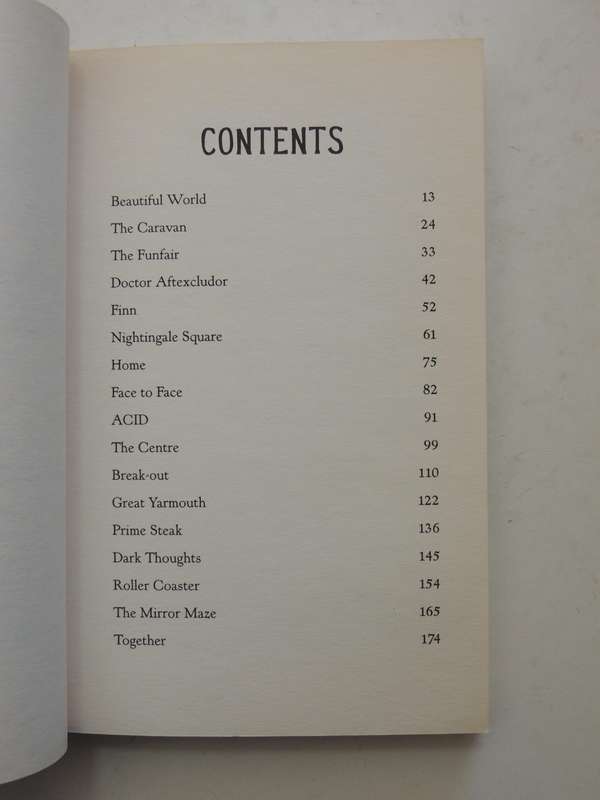 CONTENTS
Beautiful World 13
The Caravan 24
The Funfair 33
Doctor Aftexcludor 42
Finn 52
Nightingale Square 61
Home 75
Face to Face 82
ACID 91
The Centre 99
Break-out 110
Great Yarmouth 122
Prime Steak 136
Dark Thoughts 145
Roller Coaster 154
The Mirror Maze 165
Together 174